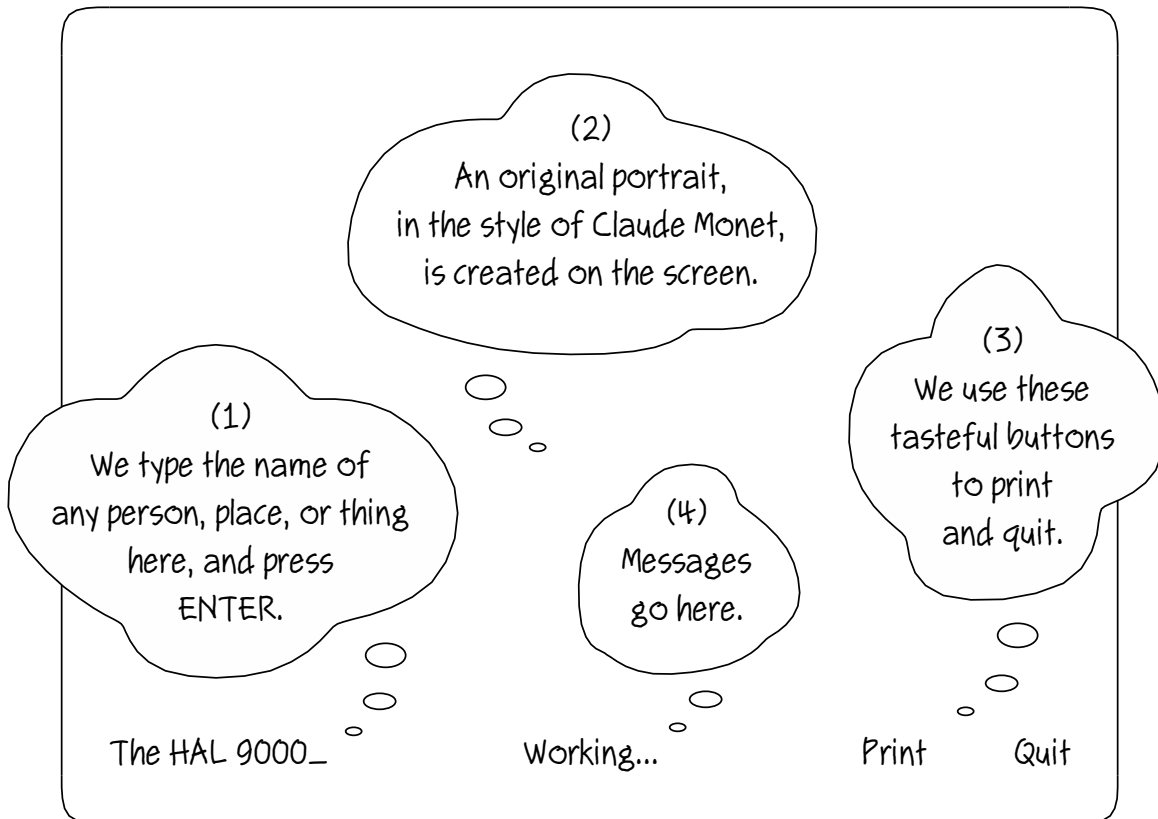 (2)
An original portrait,
in the style of Claude Monet,
is created on the screen.
(3)
We use these
tasteful buttons
to print
and quit.
(1)
We type the name of
any person, place, or thing
here, and press
ENTER.
(4)
Messages
go here.
The HAL 9000_
Working...
Print
Quit